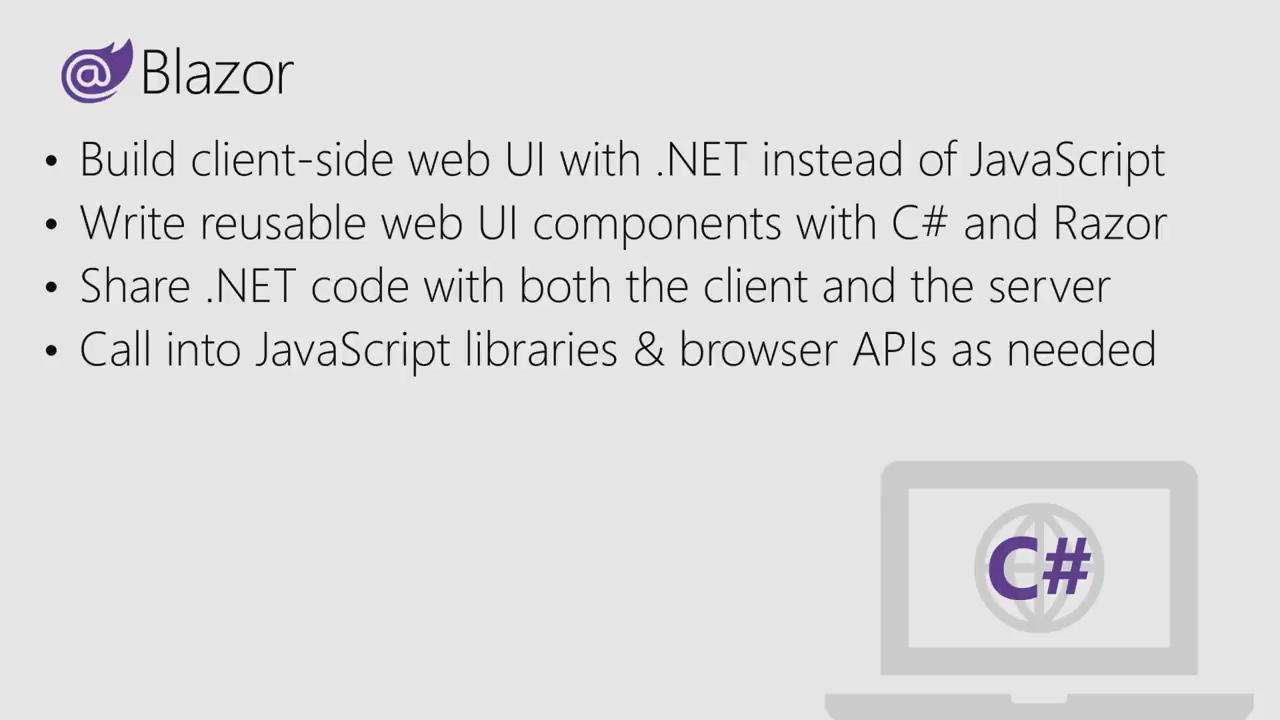 @ Blazor
• Build client-side web UI with .NET instead of JavaScript
• Write reusable web UI components with C# and Razor
• Share .NET code with both the client and the server
• Call into JavaScript libraries & browser APIs as needed
C#